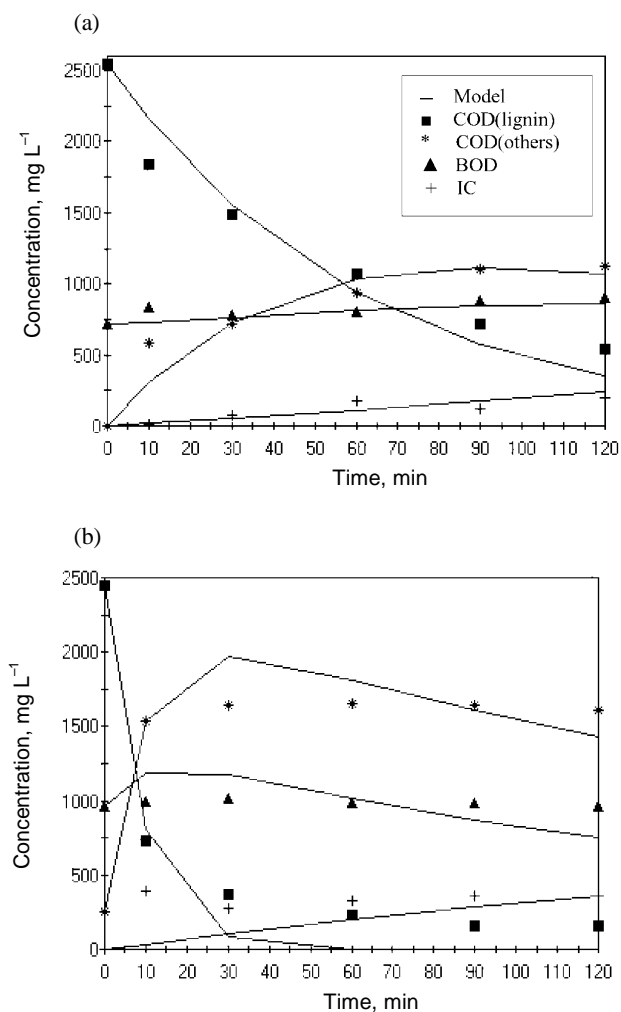 (a)
2500
2000
1500
1000
500
0
Concentration, mg L⁻¹
Model
COD(lignin)
COD(others)
BOD
IC
0 10 20 30 40 50 60 70 80 90 100 110 120
Time, min
(b)
2500
2000
1500
1000
500
0
Concentration, mg L⁻¹
0 10 20 30 40 50 60 70 80 90 100 110 120
Time, min